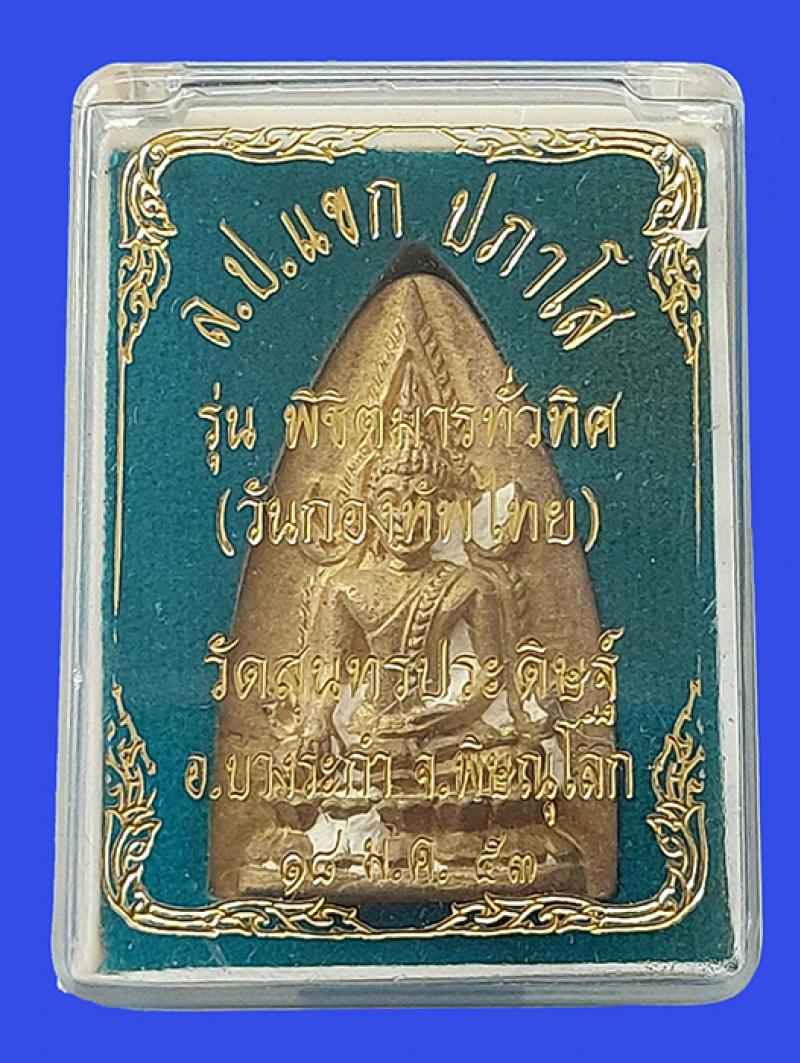 ล.ป.แขก ปภาโส
รุ่น พิชิตมารทั่วทิศ
(วันกองทัพไทย)
วัดสุนทรประดิษฐ์
อ.บางระกำ จ.พิษณุโลก
๑๘ ม.ค. ๕๓